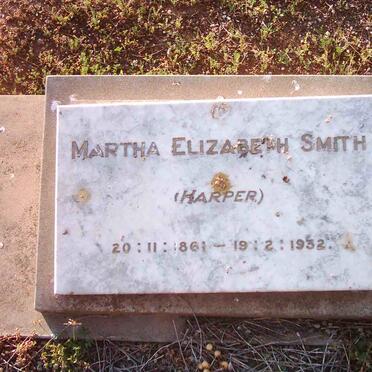 MARTHA ELIZABETH SMITH
(HARPER)
20:11:1861 - 19:2:1932.